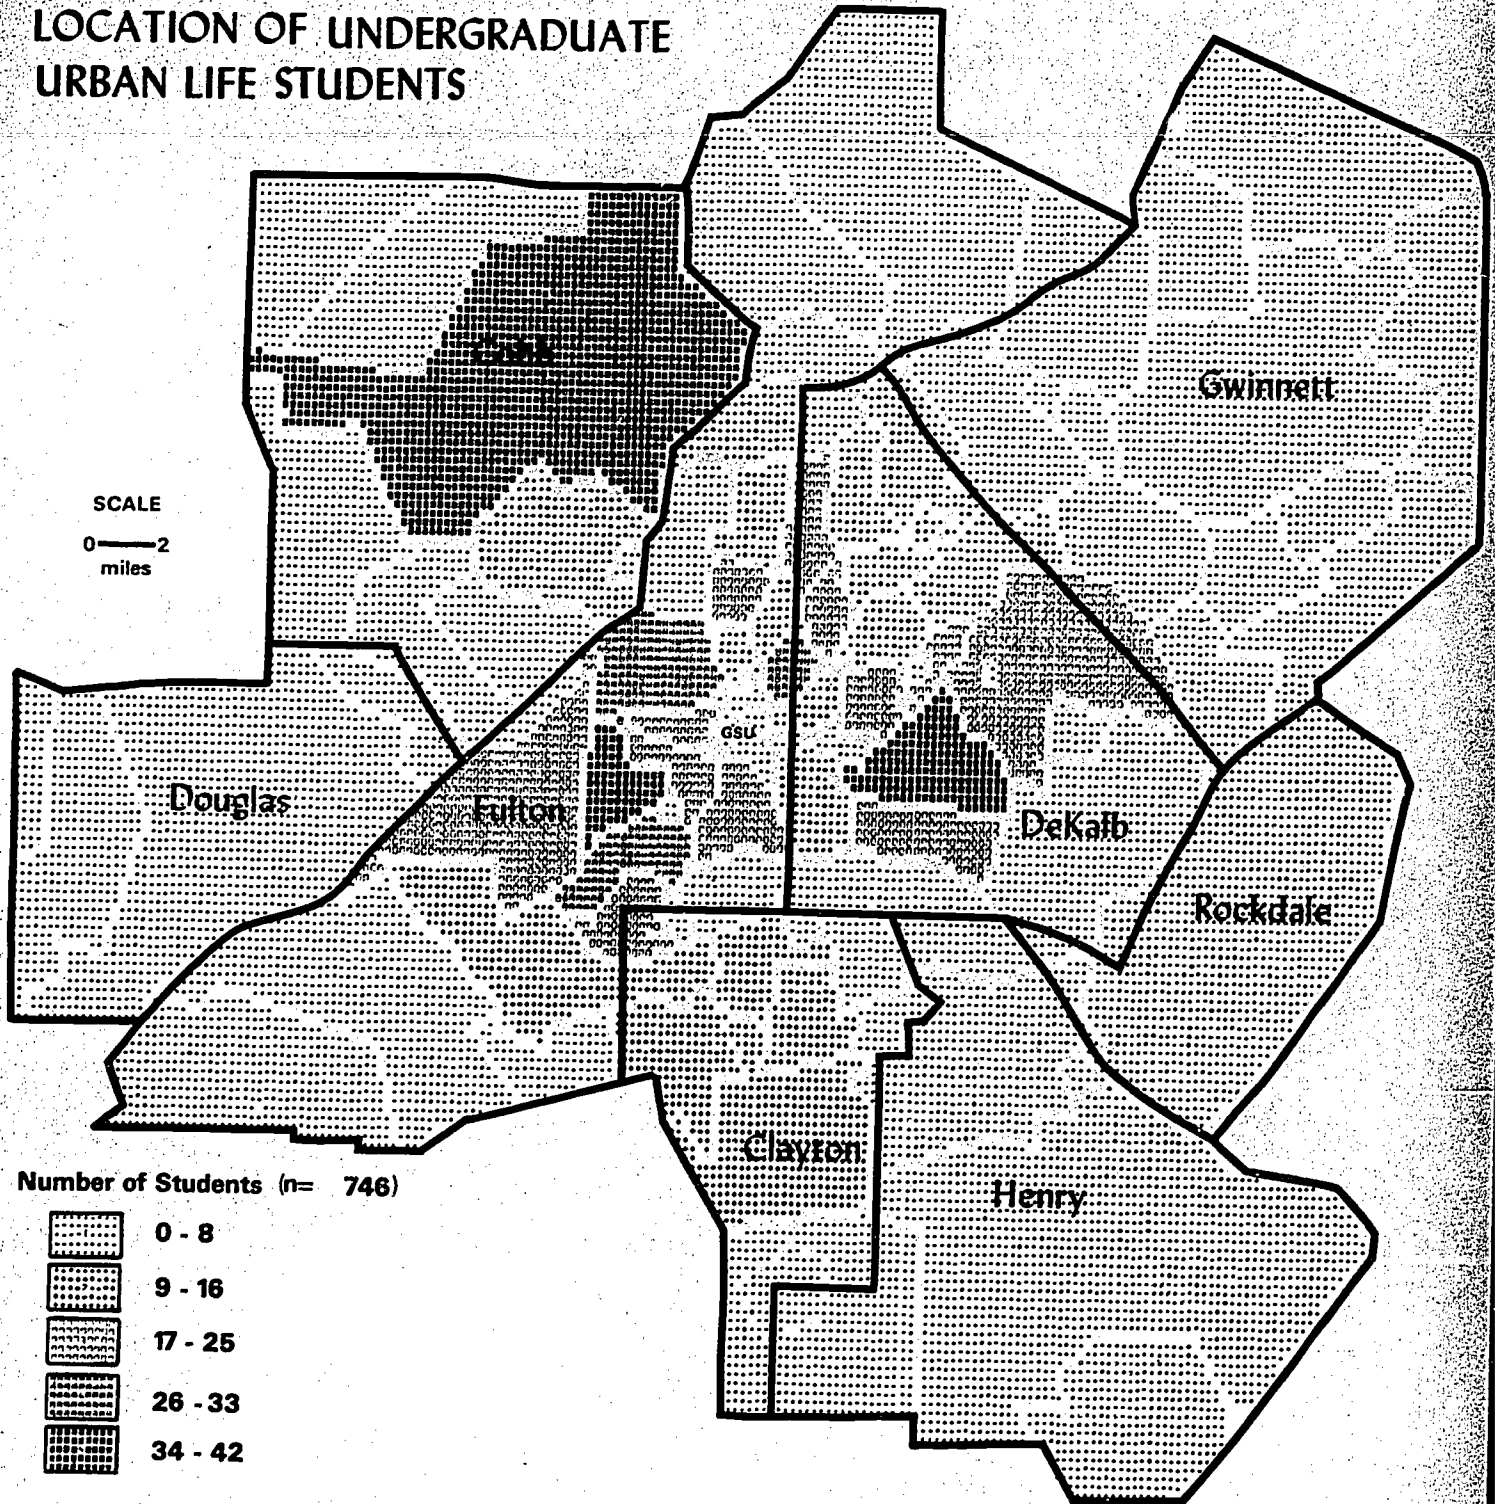 LOCATION OF UNDERGRADUATE
URBAN LIFE STUDENTS
Gwinnett
SCALE
0 2
miles
GSU
Douglas
Fulton
DeKalb
Rockdale
Clayton
Henry
Number of Students (n= 746)
0 - 8
9 - 16
17 - 25
26 - 33
34 - 42